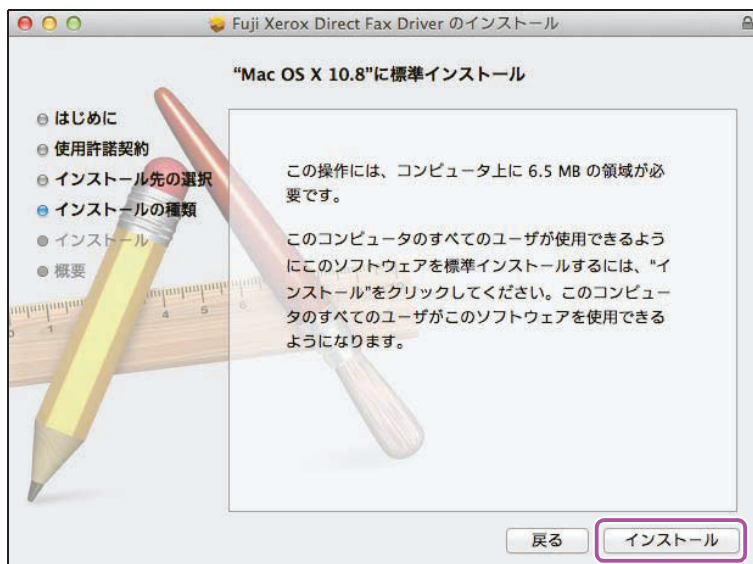 Fuji Xerox Direct Fax Driver のインストール
“Mac OS X 10.8”に標準インストール
はじめに
使用許諾契約
インストール先の選択
インストールの種類
インストール
概要
この操作には、コンピュータ上に 6.5 MB の領域が必
要です。
このコンピュータのすべてのユーザが使用できるよう
にこのソフトウェアを標準インストールするには、“イ
ンストール”をクリックしてください。このコンピュー
タのすべてのユーザがこのソフトウェアを使用できる
ようになります。
1
4
5
6
戻る
インストール